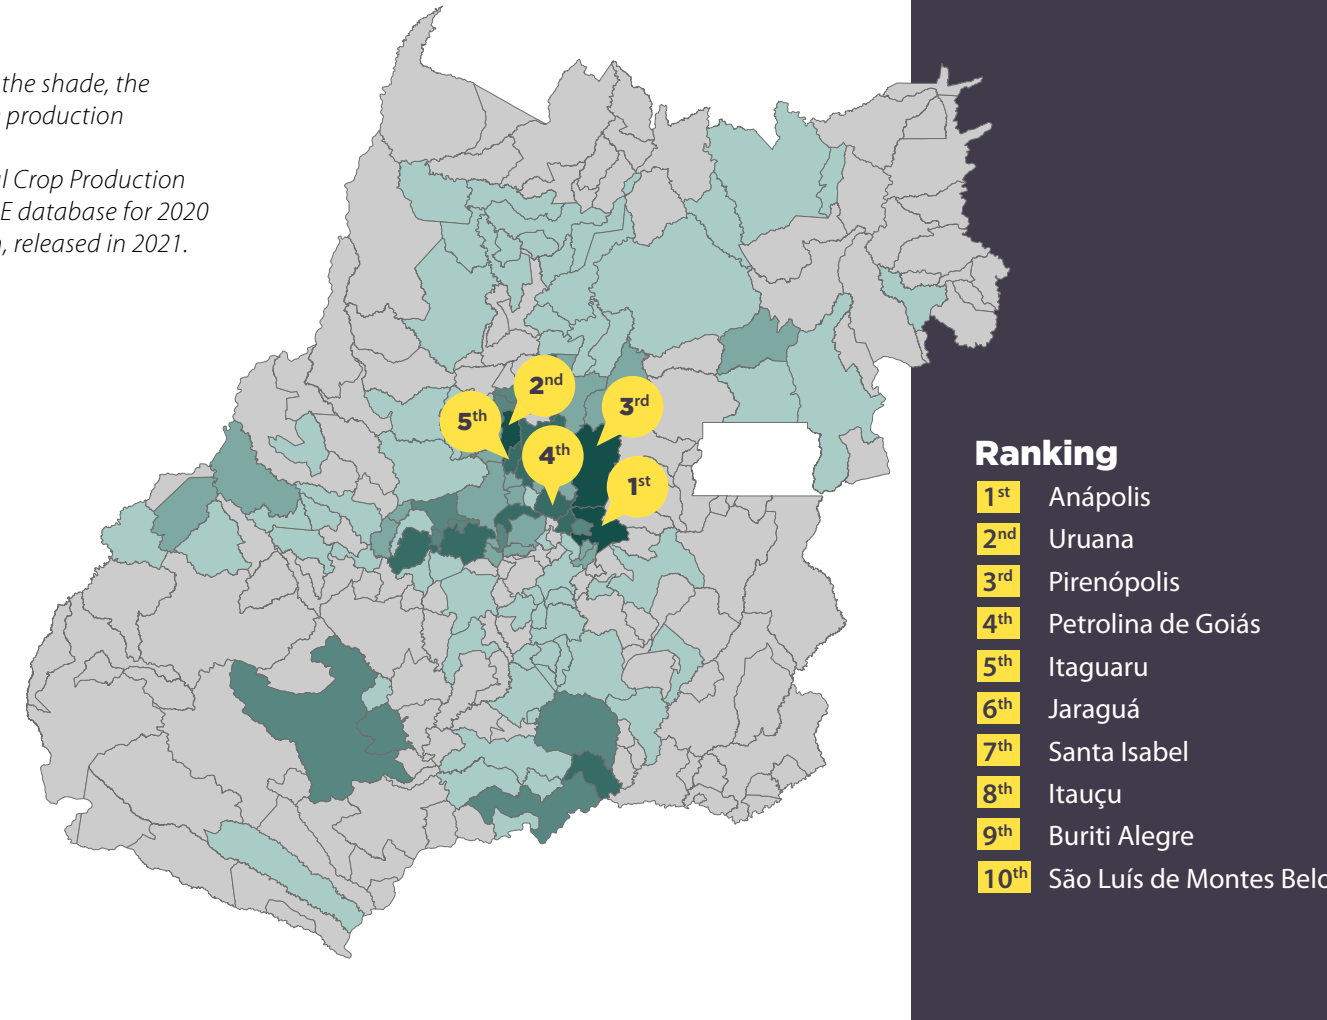 the shade, the
production
l Crop Production
E database for 2020
, released in 2021.
2nd
3rd
5th
4th
1st
Ranking
1st Anápolis
2nd Uruana
3rd Pirenópolis
4th Petrolina de Goiás
5th Itaguaru
6th Jaraguá
7th Santa Isabel
8th Itauçu
9th Buriti Alegre
10th São Luís de Montes Belo